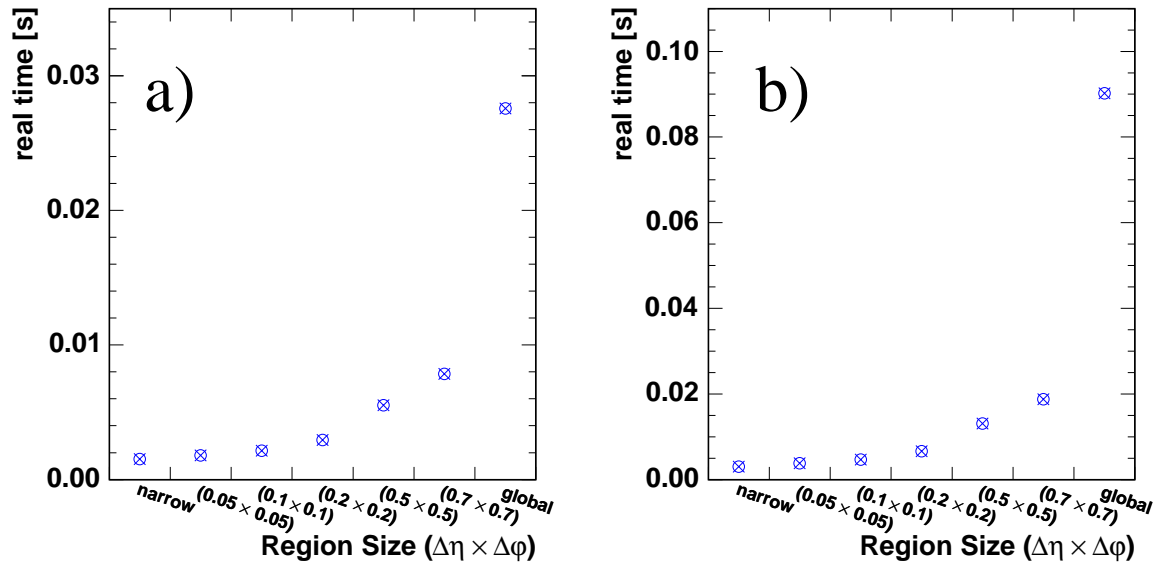 real time [s]
a)
0.03
0.02
0.01
0.00
narrow
(0.05 × 0.05)
(0.1 × 0.1)
(0.2 × 0.2)
(0.5 × 0.5)
(0.7 × 0.7)
global
Region Size (Δη × Δφ)
real time [s]
b)
0.10
0.08
0.06
0.04
0.02
0.00
narrow
(0.05 × 0.05)
(0.1 × 0.1)
(0.2 × 0.2)
(0.5 × 0.5)
(0.7 × 0.7)
global
Region Size (Δη × Δφ)